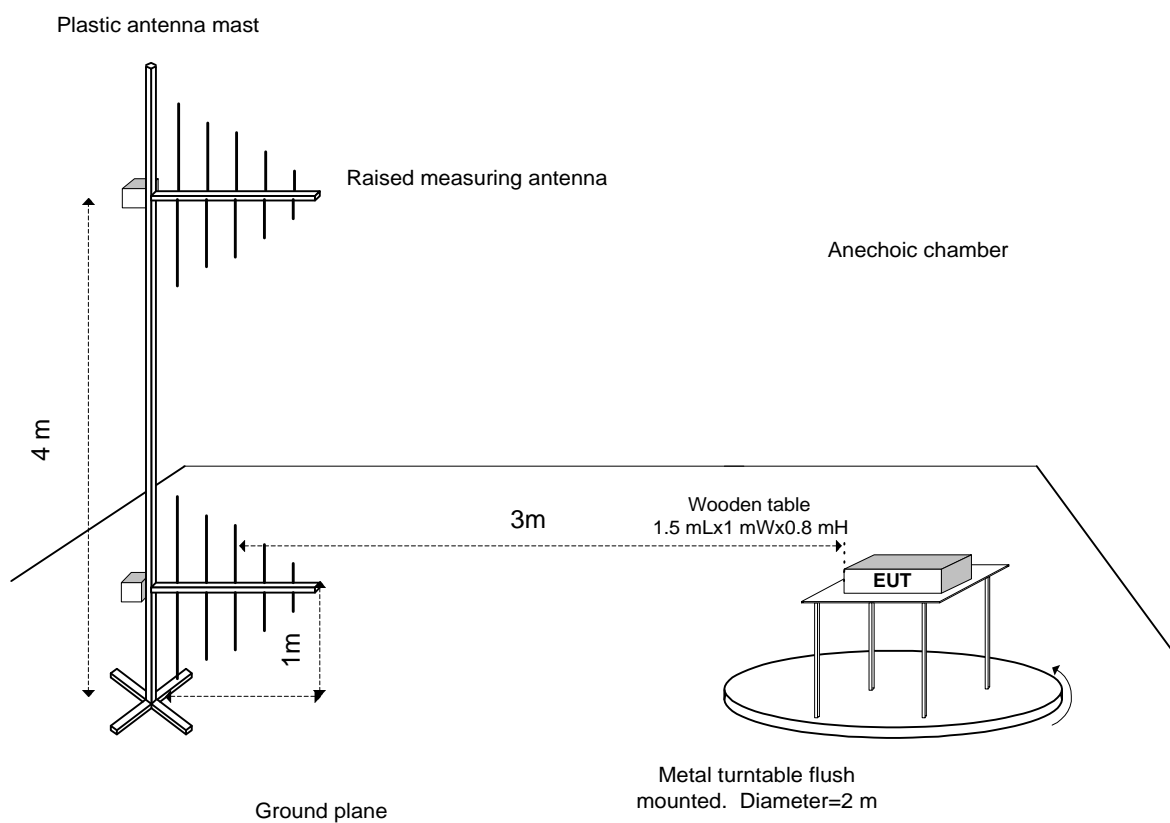 Plastic antenna mast
Raised measuring antenna
Anechoic chamber
4 m
3m
Wooden table
1.5 mLx1 mWx0.8 mH
EUT
1m
Metal turntable flush
mounted.  Diameter=2 m
Ground plane